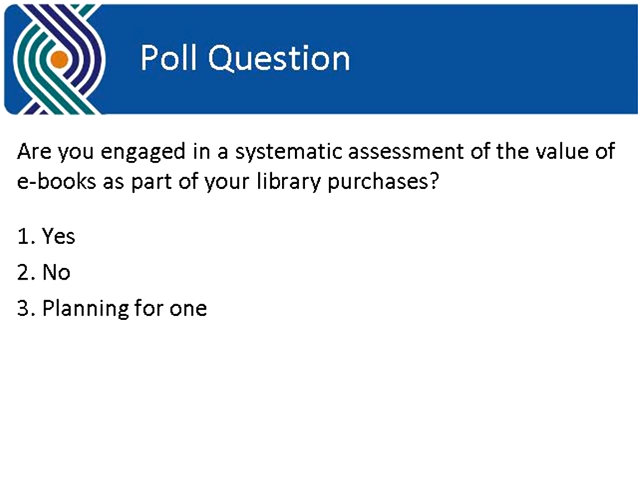 Poll Question
Are you engaged in a systematic assessment of the value of
e-books as part of your library purchases?
1. Yes
2. No
3. Planning for one